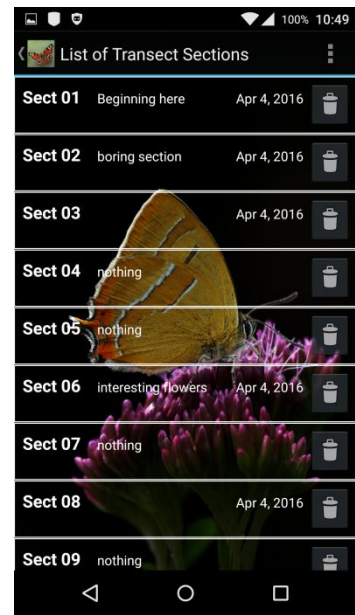 100% 10:49
List of Transect Sections
Sect 01 Beginning here Apr 4, 2016
Sect 02 boring section Apr 4, 2016
Sect 03 Apr 4, 2016
Sect 04 nothing
Sect 05 nothing
Sect 06 interesting flowers Apr 4, 2016
Sect 07 nothing
Sect 08 Apr 4, 2016
Sect 09 nothing